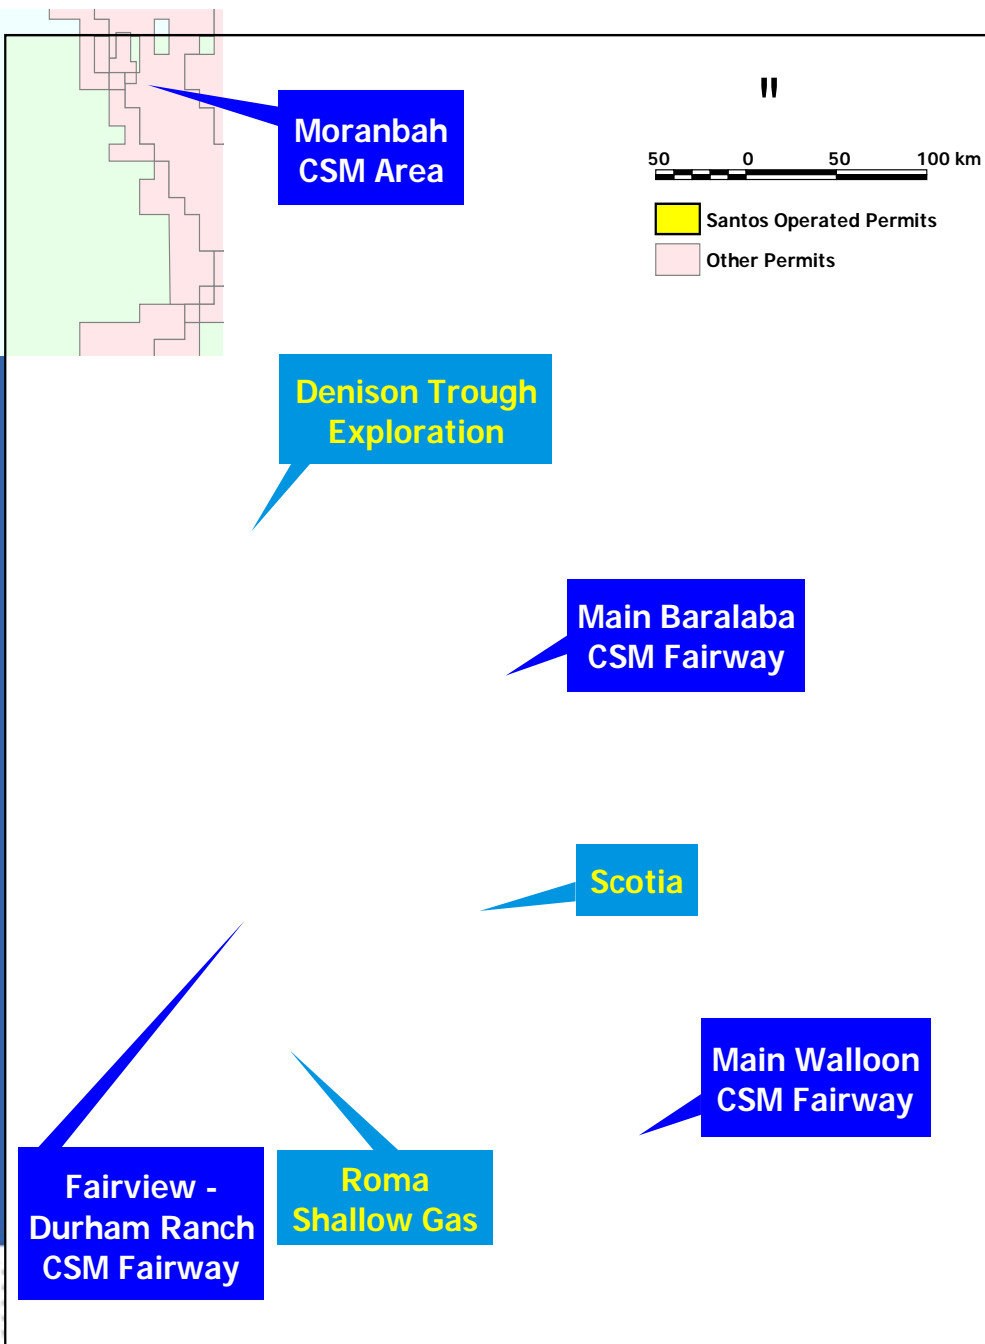 "
Moranbah
CSM Area
50 0 50 100 km
Santos Operated Permits
Other Permits
Denison Trough
Exploration
Main Baralaba
CSM Fairway
Scotia
Main Walloon
CSM Fairway
Fairview -
Durham Ranch
CSM Fairway
Roma
Shallow Gas